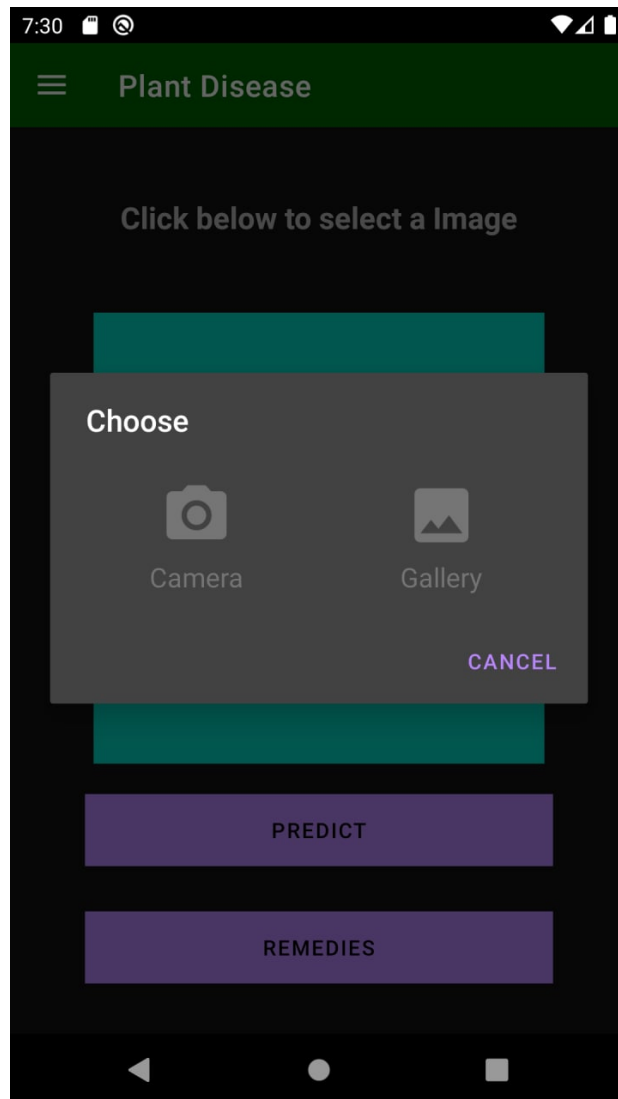 7:30
Plant Disease
Click below to select a Image
Choose
Camera Gallery
CANCEL
PREDICT
REMEDIES